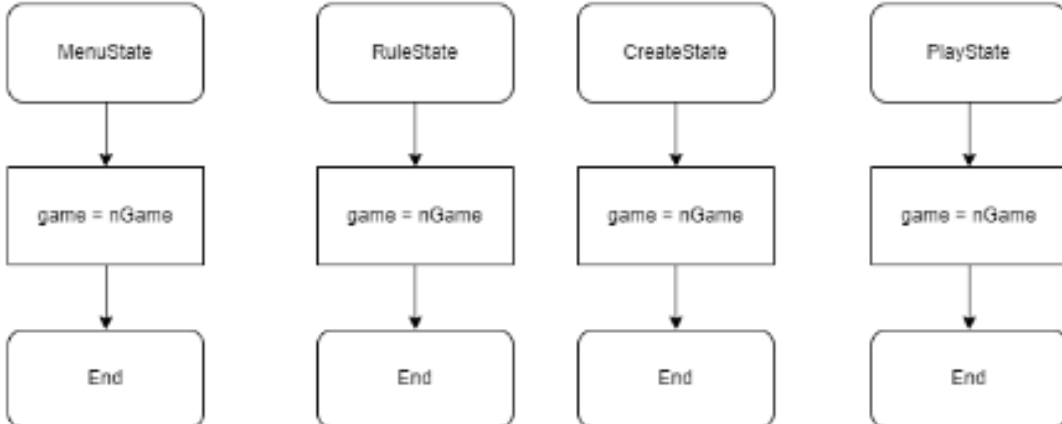 MenuState
RuleState
CreateState
PlayState
game = nGame
game = nGame
game = nGame
game = nGame
End
End
End
End